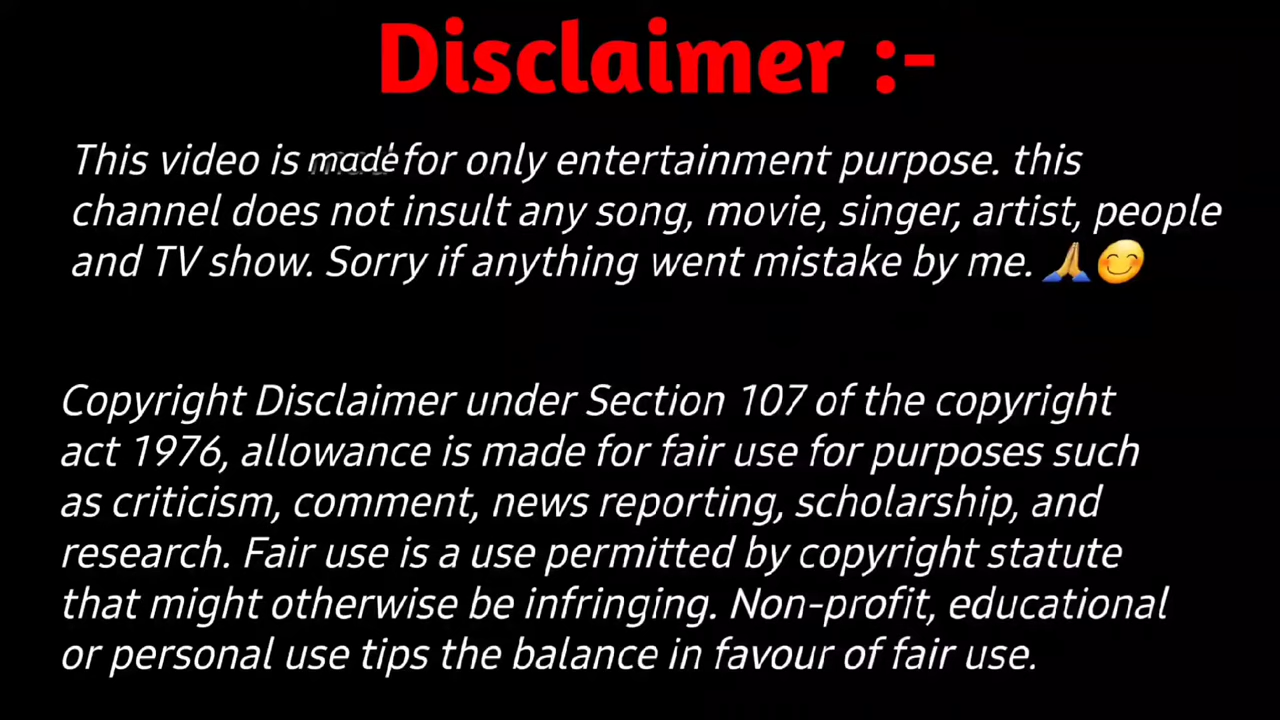 Disclaimer :-
This video is made for only entertainment purpose. this
channel does not insult any song, movie, singer, artist, people
and TV show. Sorry if anything went mistake by me. 🙏😊
Copyright Disclaimer under Section 107 of the copyright
act 1976, allowance is made for fair use for purposes such
as criticism, comment, news reporting, scholarship, and
research. Fair use is a use permitted by copyright statute
that might otherwise be infringing. Non-profit, educational
or personal use tips the balance in favour of fair use.